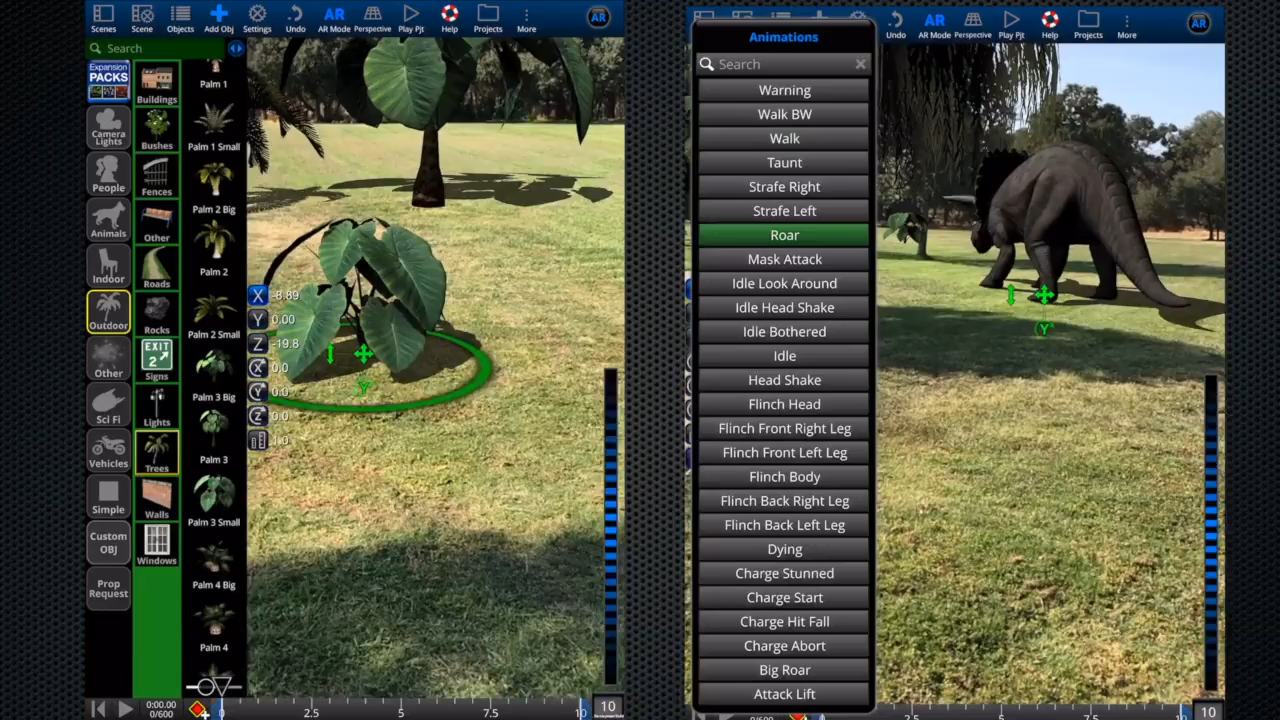 Scenes Scene Objects Add Obj Settings Undo AR Mode Perspective Play Pjt Help Projects More
AR AR
Search
Expansion
PACKS
Camera
Lights
People
Animals
Indoor
Outdoor
Other
Sci Fi
Vehicles
Simple
Custom
OBJ
Prop
Request
Buildings
Bushes
Fences
Other
Roads
Rocks
EXIT
2
Signs
Lights
Trees
Walls
Windows
Palm 1
Palm 1 Small
Palm 2 Big
Palm 2
Palm 2 Small
Palm 3 Big
Palm 3
Palm 3 Small
Palm 4 Big
Palm 4
X -8.89
Y 0.00
Z -19.8
X 0.0
Y 0.0
Z 0.0
1.0
Y
0:00.00
0/600
0 2.5 5 7.5 10
10
Undo AR Mode Perspective Play Pjt Help Projects More
AR AR
Animations
Search
Warning
Walk BW
Walk
Taunt
Strafe Right
Strafe Left
Roar
Mask Attack
Idle Look Around
Idle Head Shake
Idle Bothered
Idle
Head Shake
Flinch Head
Flinch Front Right Leg
Flinch Front Left Leg
Flinch Body
Flinch Back Right Leg
Flinch Back Left Leg
Dying
Charge Stunned
Charge Start
Charge Hit Fall
Charge Abort
Big Roar
Attack Lift
Y
2.5 5 7.5 10
10